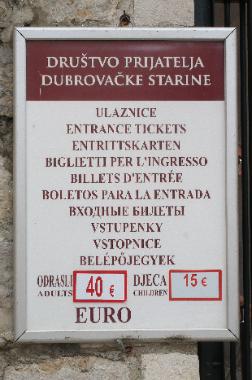 DRUŠTVO PRIJATELJA
DUBROVAČKE STARINE
ULAZNICE
ENTRANCE TICKETS
ENTRITTSKARTEN
BIGLIETTI PER L'INGRESSO
BILLETS D'ENTRÉE
BOLETOS PARA LA ENTRADA
ВХОДНЫЕ БИЛЕТЫ
VSTUPENKY
VSTOPNICE
BELÉPŐJEGYEK
ODRASLI 40 € DJECA 15 €
ADULTS CHILDREN
EURO